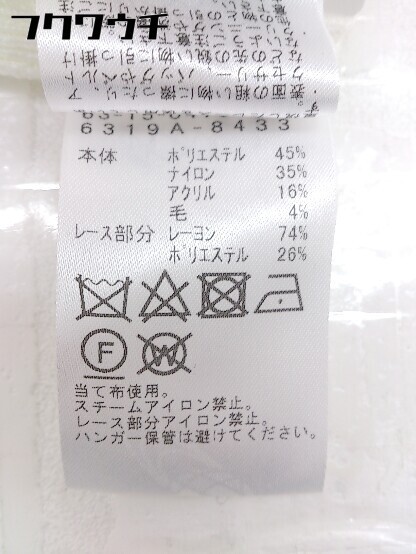 フクワウチ
6319A-8433
本体 ポリエステル 45%
ナイロン 35%
アクリル 16%
毛 4%
レース部分 レーヨン 74%
ポリエステル 26%
F W
当て布使用。
スチームアイロン禁止。
レース部分アイロン禁止。
ハンガー保管は避けてください。